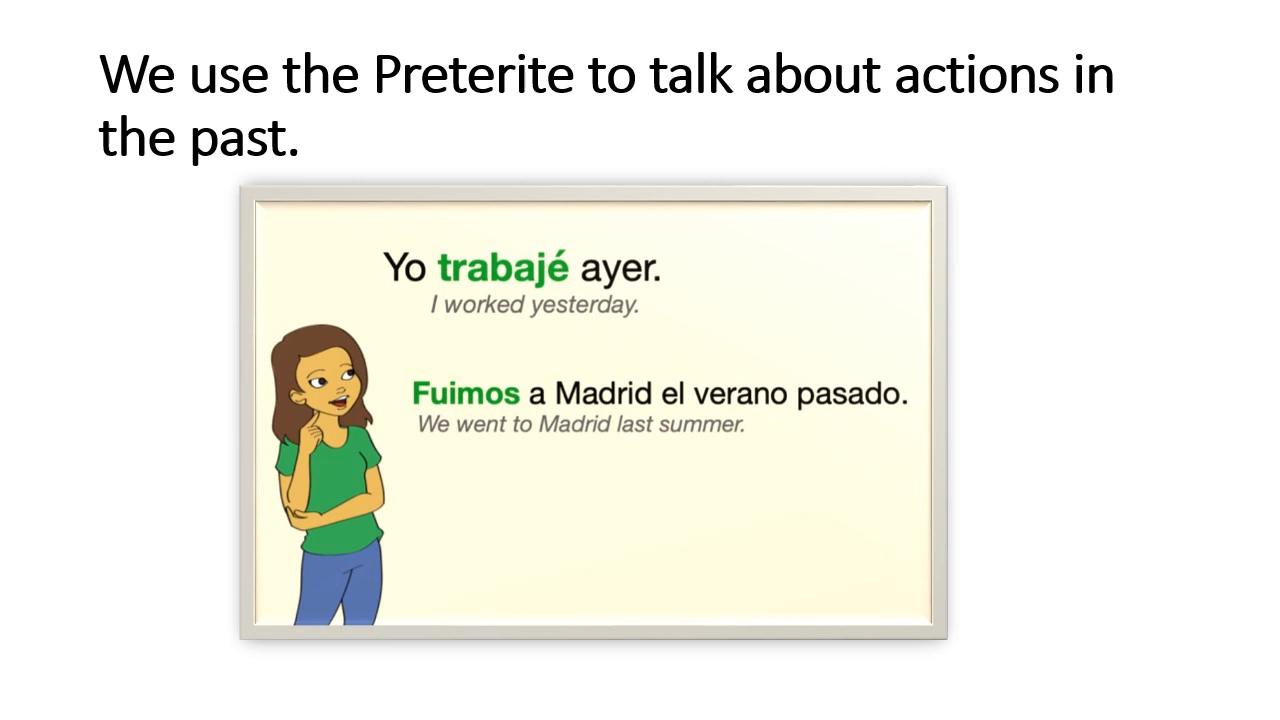 We use the Preterite to talk about actions in
the past.
Yo trabajé ayer.
I worked yesterday.
Fuimos a Madrid el verano pasado.
We went to Madrid last summer.